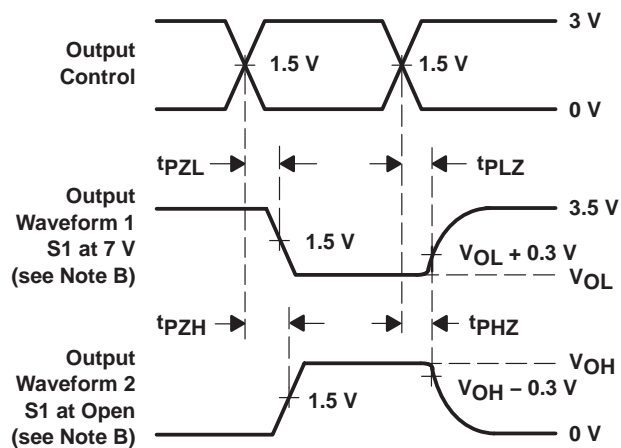 3 V
Output
Control
1.5 V
1.5 V
0 V
tPZL
tPLZ
Output
Waveform 1
S1 at 7 V
(see Note B)
3.5 V
1.5 V
VOL + 0.3 V
VOL
tPZH
tPHZ
Output
Waveform 2
S1 at Open
(see Note B)
VOH
VOH – 0.3 V
1.5 V
0 V